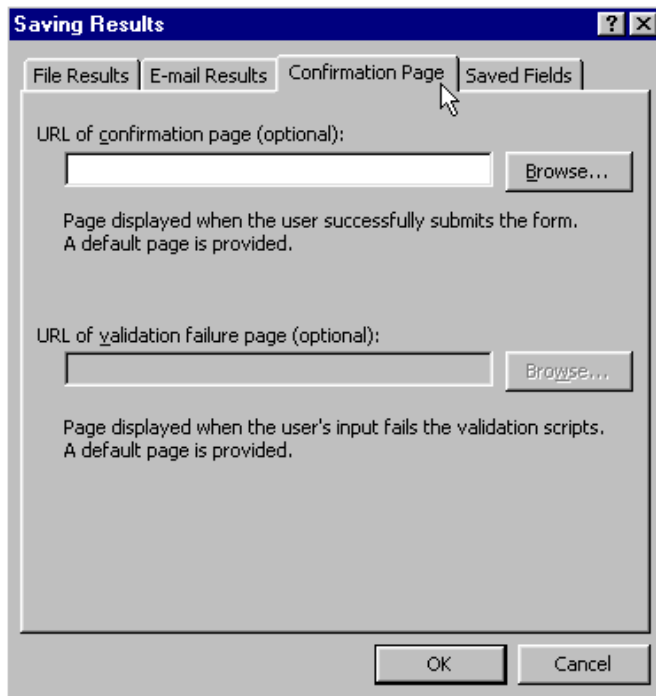 Saving Results
File Results E-mail Results Confirmation Page Saved Fields
URL of confirmation page (optional):
Browse...
Page displayed when the user successfully submits the form.
A default page is provided.
URL of validation failure page (optional):
Browse...
Page displayed when the user's input fails the validation scripts.
A default page is provided.
OK Cancel